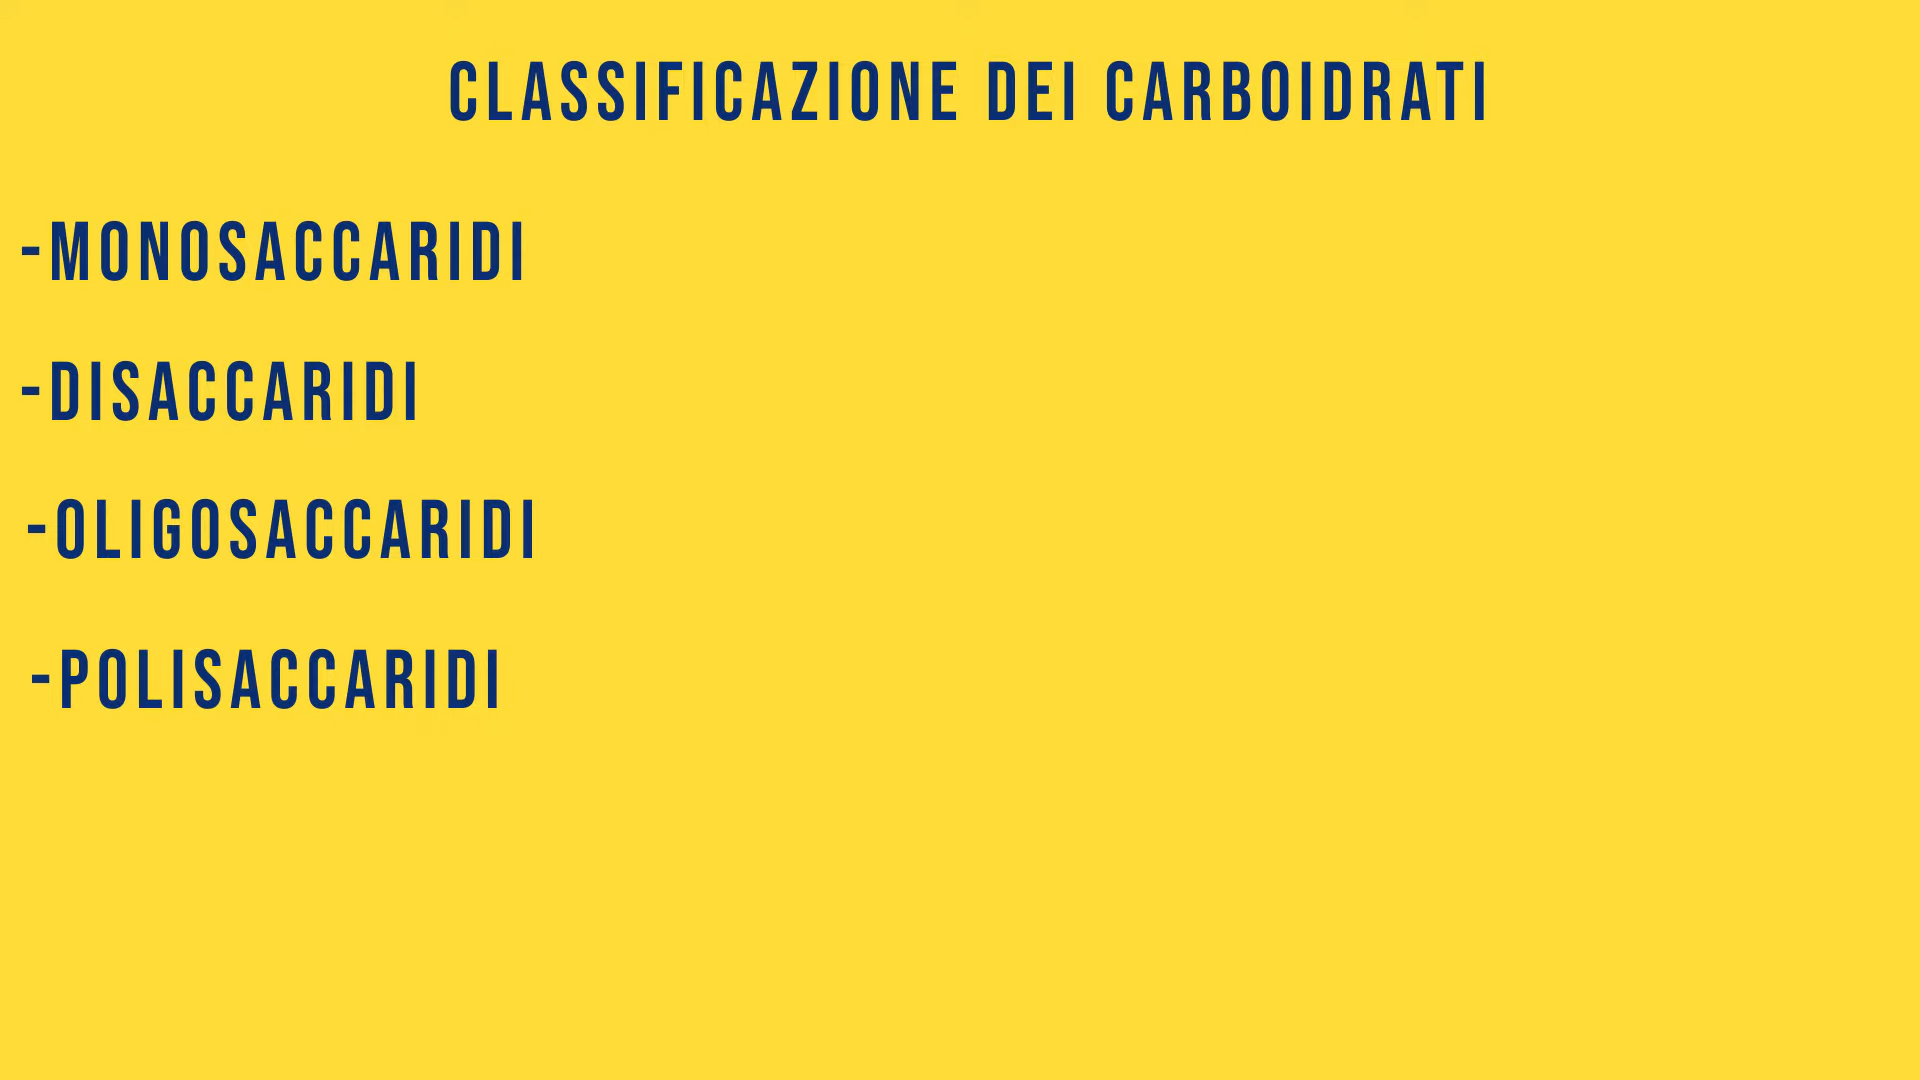 CLASSIFICAZIONE DEI CARBOIDRATI
-MONOSACCARIDI
-DISACCARIDI
-OLIGOSACCARIDI
-POLISACCARIDI